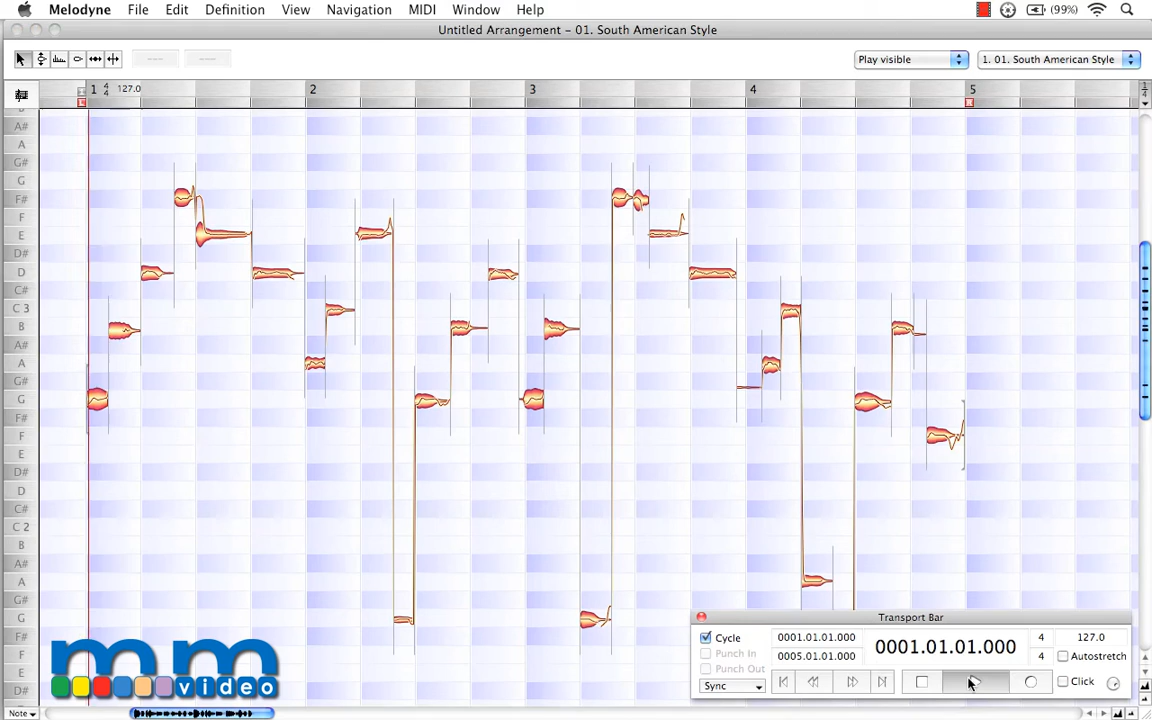 Melodyne File Edit Definition View Navigation MIDI Window Help (99%)
Untitled Arrangement – 01. South American Style
Play visible 1. 01. South American Style
1 4 4 127.0 2 3 4 5 1 4
A#
A
G#
G
F#
F
E
D#
D
C#
C 3
B
A#
A
G#
G
F#
F
E
D#
D
C#
C 2
B
A#
A
G#
G
F#
F
E
D#
Transport Bar
Cycle 0001.01.01.000 0001.01.01.000 4 127.0
Punch In 0005.01.01.000 4 Autostretch
Punch Out
Sync Click
mm
video
Note